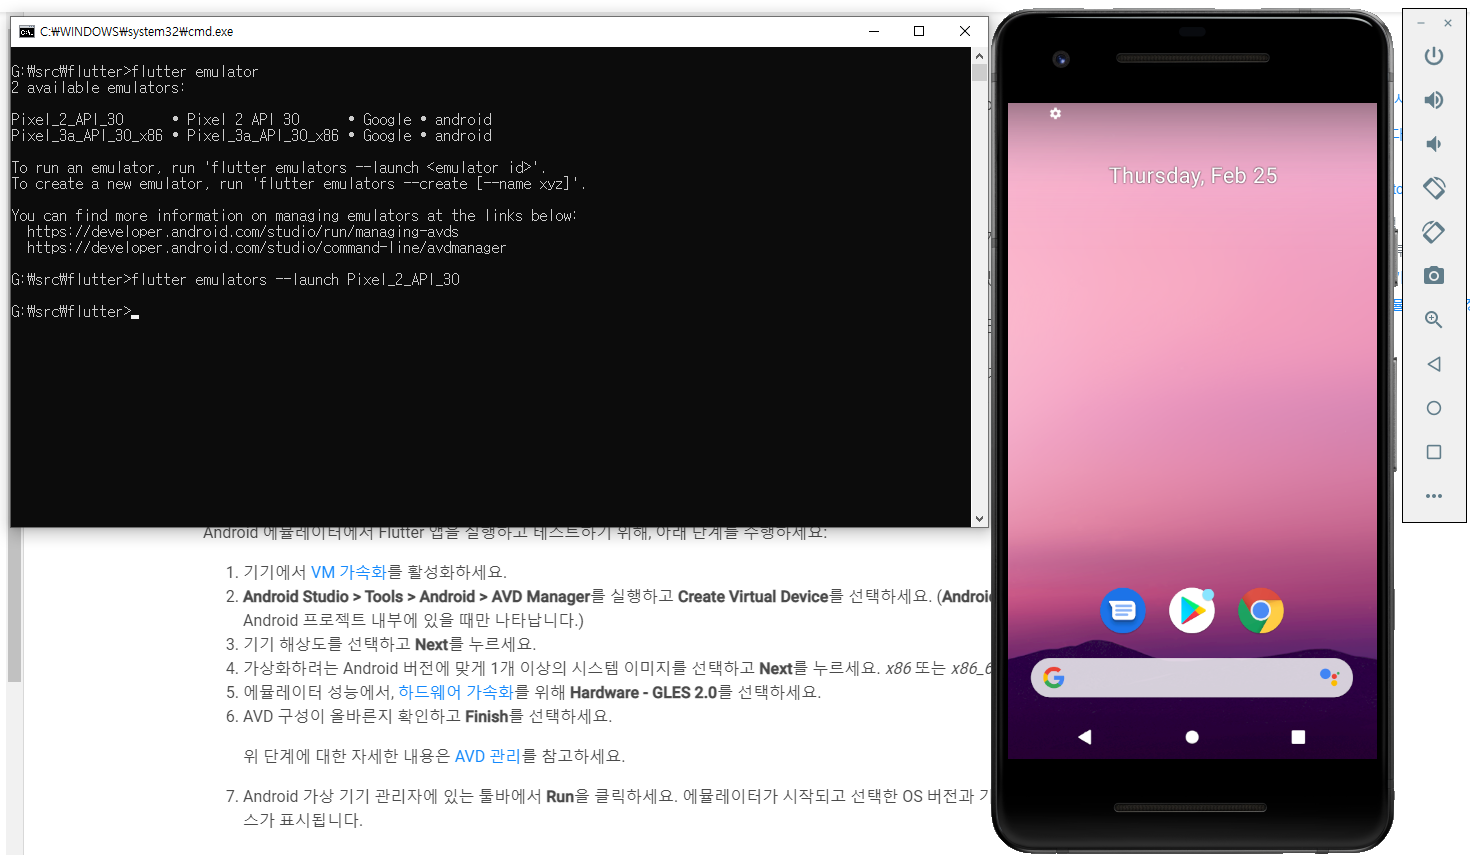 C:₩WINDOWS₩system32₩cmd.exe
G:₩src₩flutter>flutter emulator
2 available emulators:
Pixel_2_API_30 • Pixel 2 API 30 • Google • android
Pixel_3a_API_30_x86 • Pixel_3a_API_30_x86 • Google • android
To run an emulator, run 'flutter emulators --launch <emulator id>'.
To create a new emulator, run 'flutter emulators --create [--name xyz]'.
You can find more information on managing emulators at the links below:
https://developer.android.com/studio/run/managing-avds
https://developer.android.com/studio/command-line/avdmanager
G:₩src₩flutter>flutter emulators --launch Pixel_2_API_30
G:₩src₩flutter>
Thursday, Feb 25
Android 에뮬레이터에서 Flutter 앱을 실행하고 테스트하기 위해, 아래 단계를 수행하세요:
1. 기기에서 VM 가속화를 활성화하세요.
2. Android Studio > Tools > Android > AVD Manager를 실행하고 Create Virtual Device를 선택하세요. (Android
Android 프로젝트 내부에 있을 때만 나타납니다.)
3. 기기 해상도를 선택하고 Next를 누르세요.
4. 가상화하려는 Android 버전에 맞게 1개 이상의 시스템 이미지를 선택하고 Next를 누르세요. x86 또는 x86_6
5. 에뮬레이터 성능에서, 하드웨어 가속화를 위해 Hardware - GLES 2.0를 선택하세요.
6. AVD 구성이 올바른지 확인하고 Finish를 선택하세요.
위 단계에 대한 자세한 내용은 AVD 관리를 참고하세요.
7. Android 가상 기기 관리자에 있는 툴바에서 Run을 클릭하세요. 에뮬레이터가 시작되고 선택한 OS 버전과 기
스가 표시됩니다.